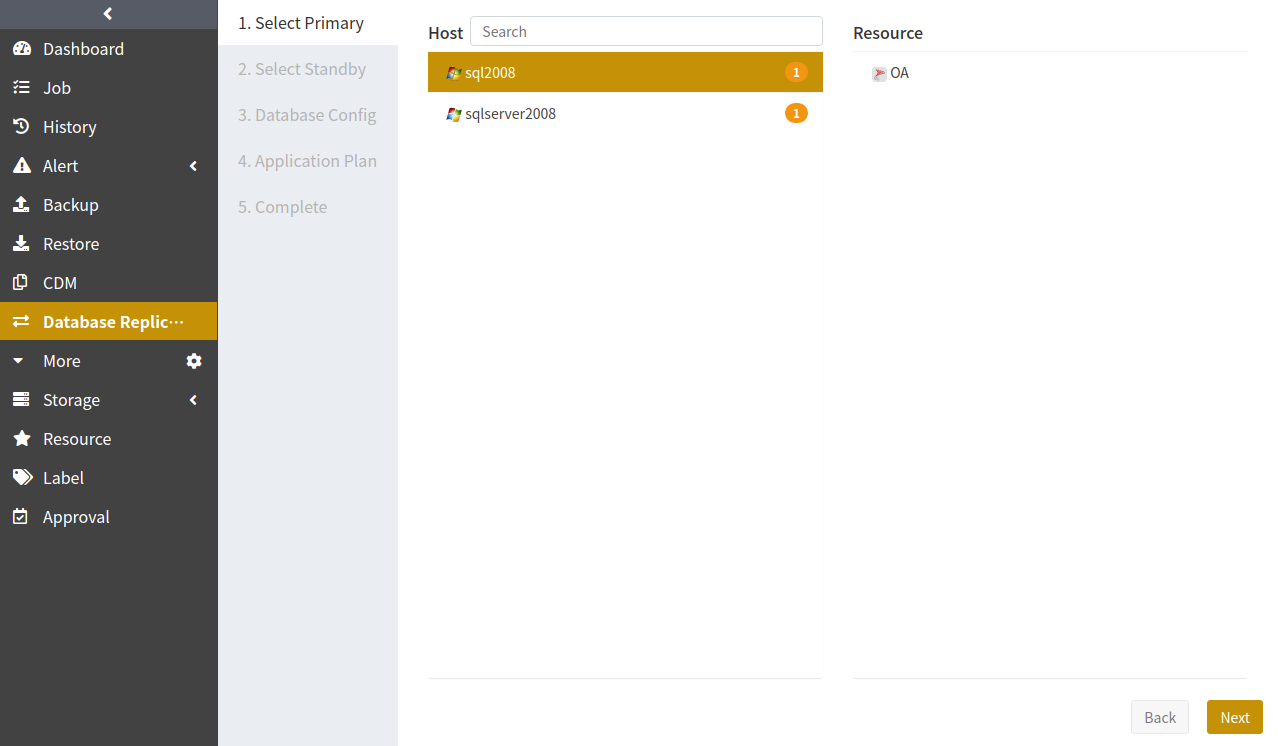 Dashboard
Job
History
Alert
Backup
Restore
CDM
Database Replic···
More
Storage
Resource
Label
Approval
1. Select Primary
2. Select Standby
3. Database Config
4. Application Plan
5. Complete
Host Search
sql2008 1
sqlserver2008 1
Resource
OA
Back Next